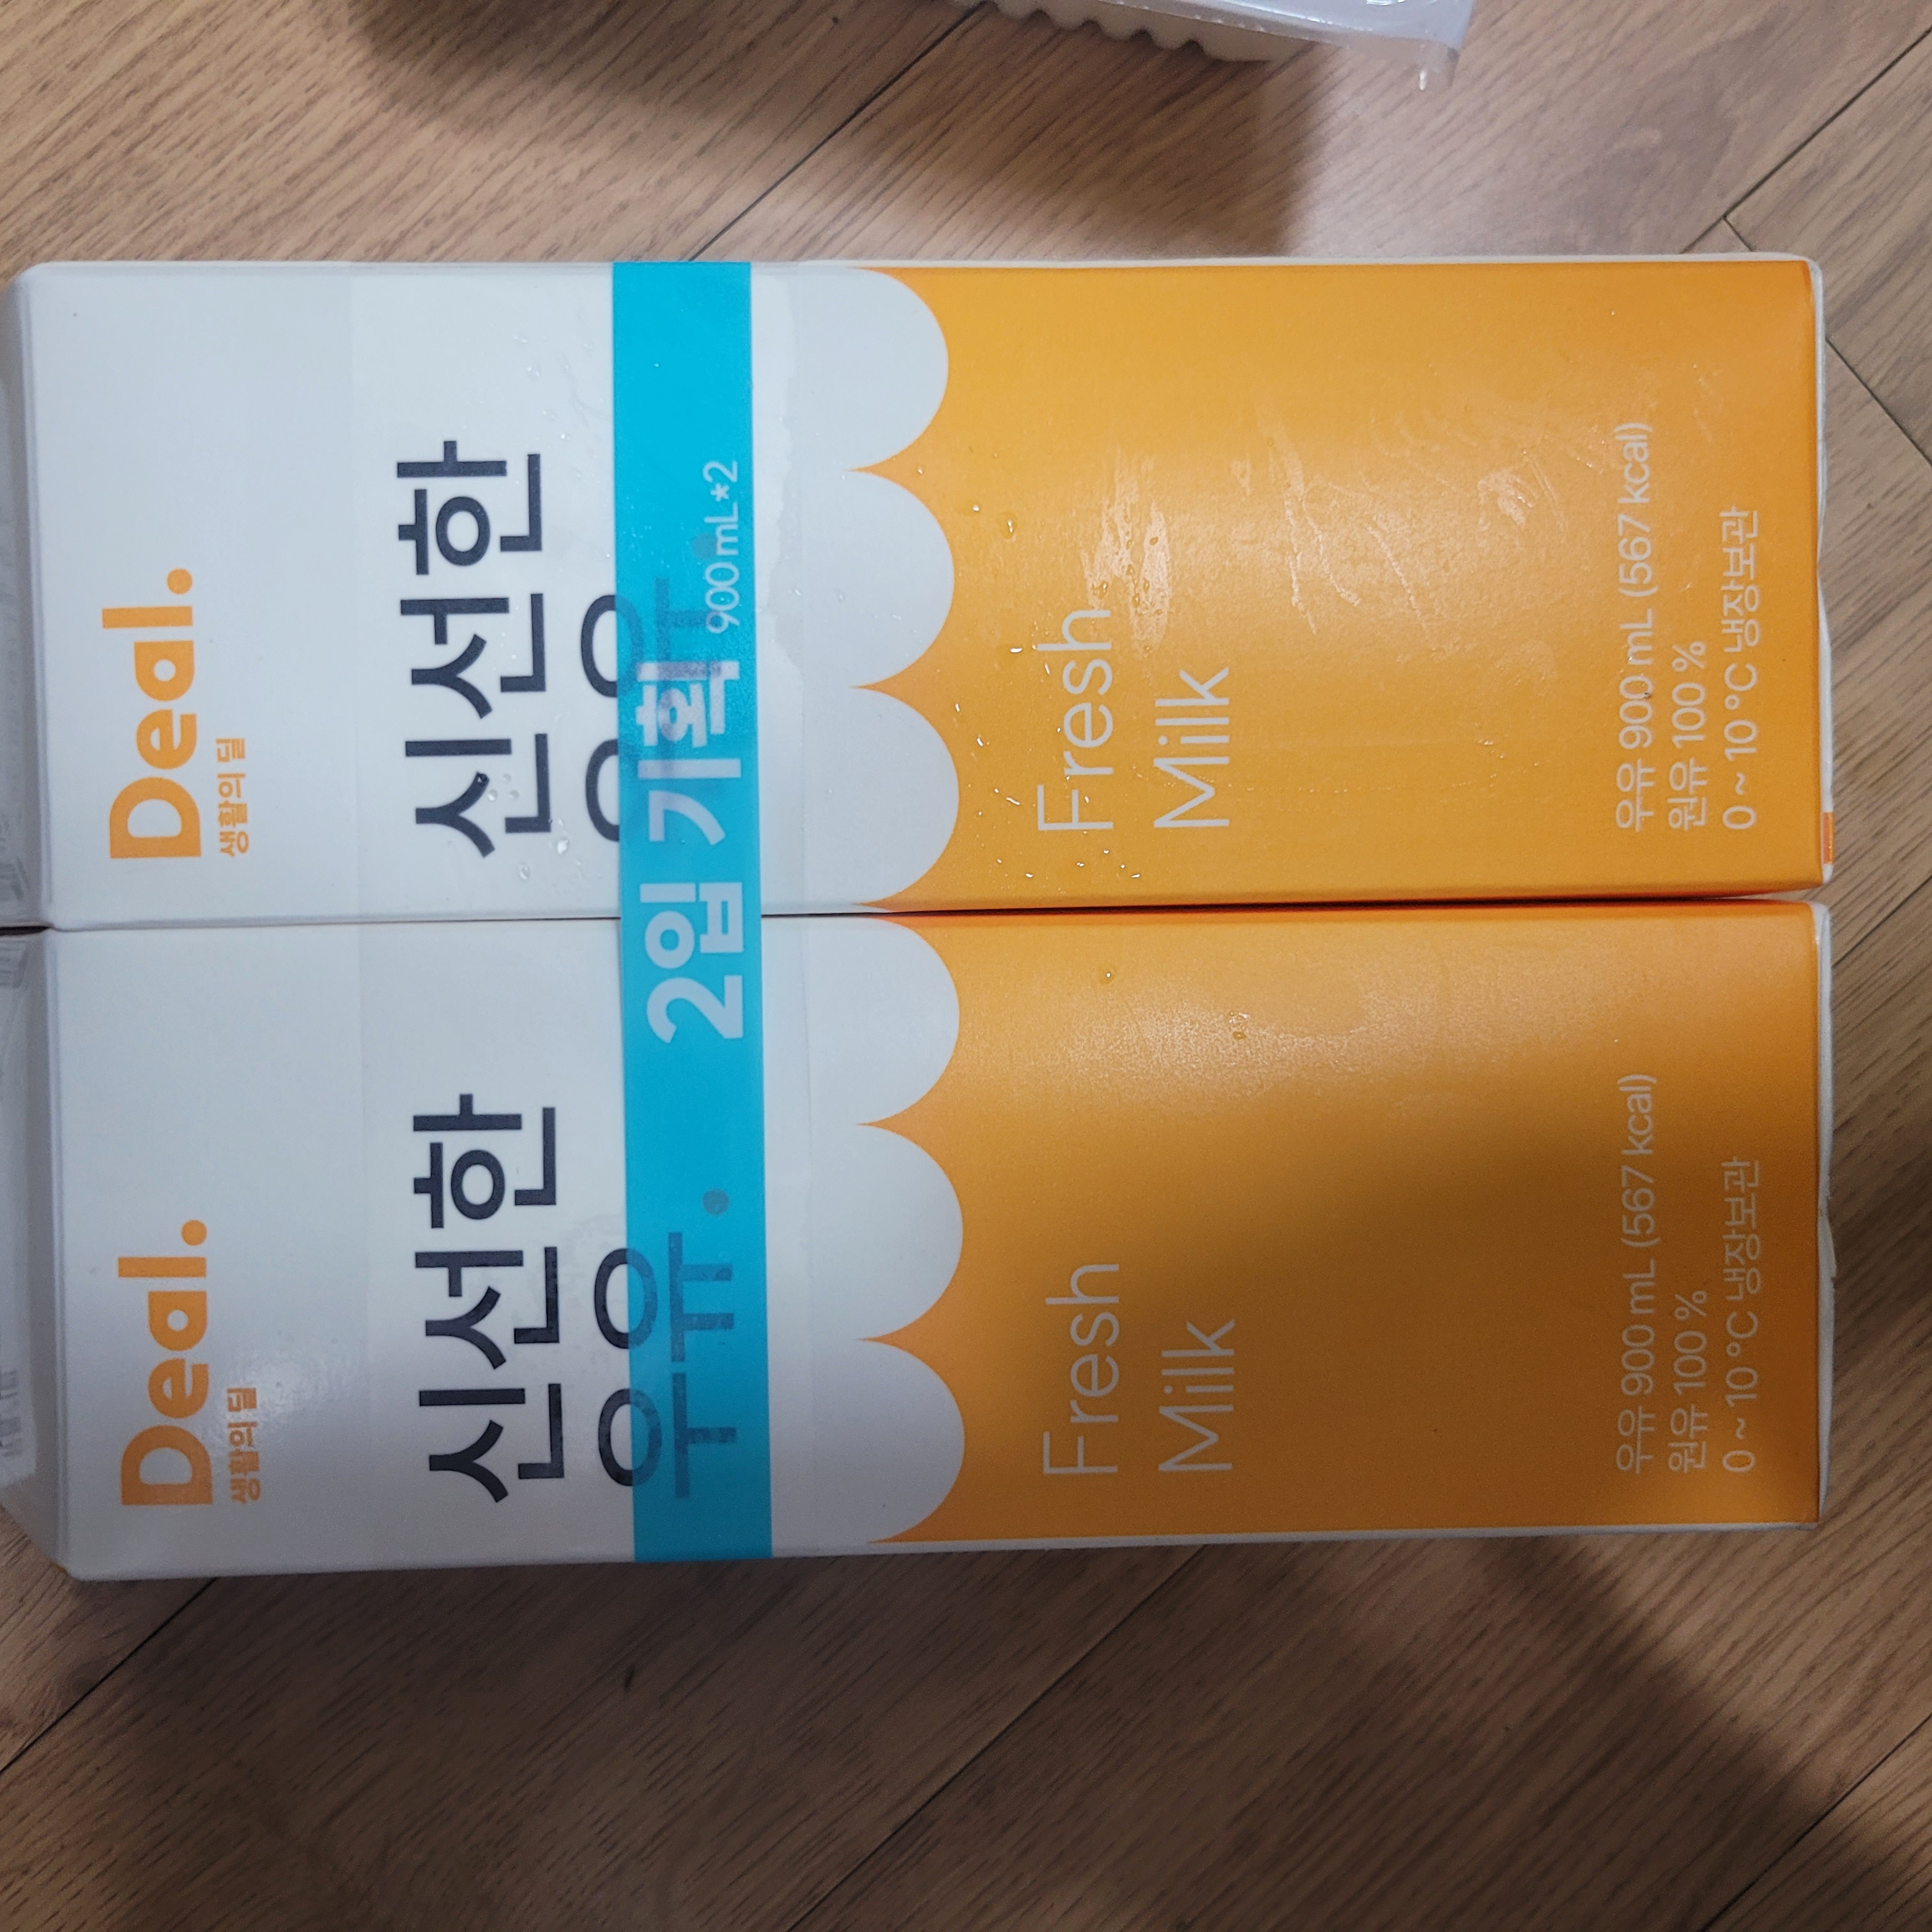 Deal.
생활의 딜
신선한
우유.
2입 기획 900 mL*2
Fresh
Milk
우유 900 mL (567 kcal)
원유 100 %
0 ~ 10 °C 냉장보관
Deal.
생활의 딜
신선한
우유.
Fresh
Milk
우유 900 mL (567 kcal)
원유 100 %
0 ~ 10 °C 냉장보관